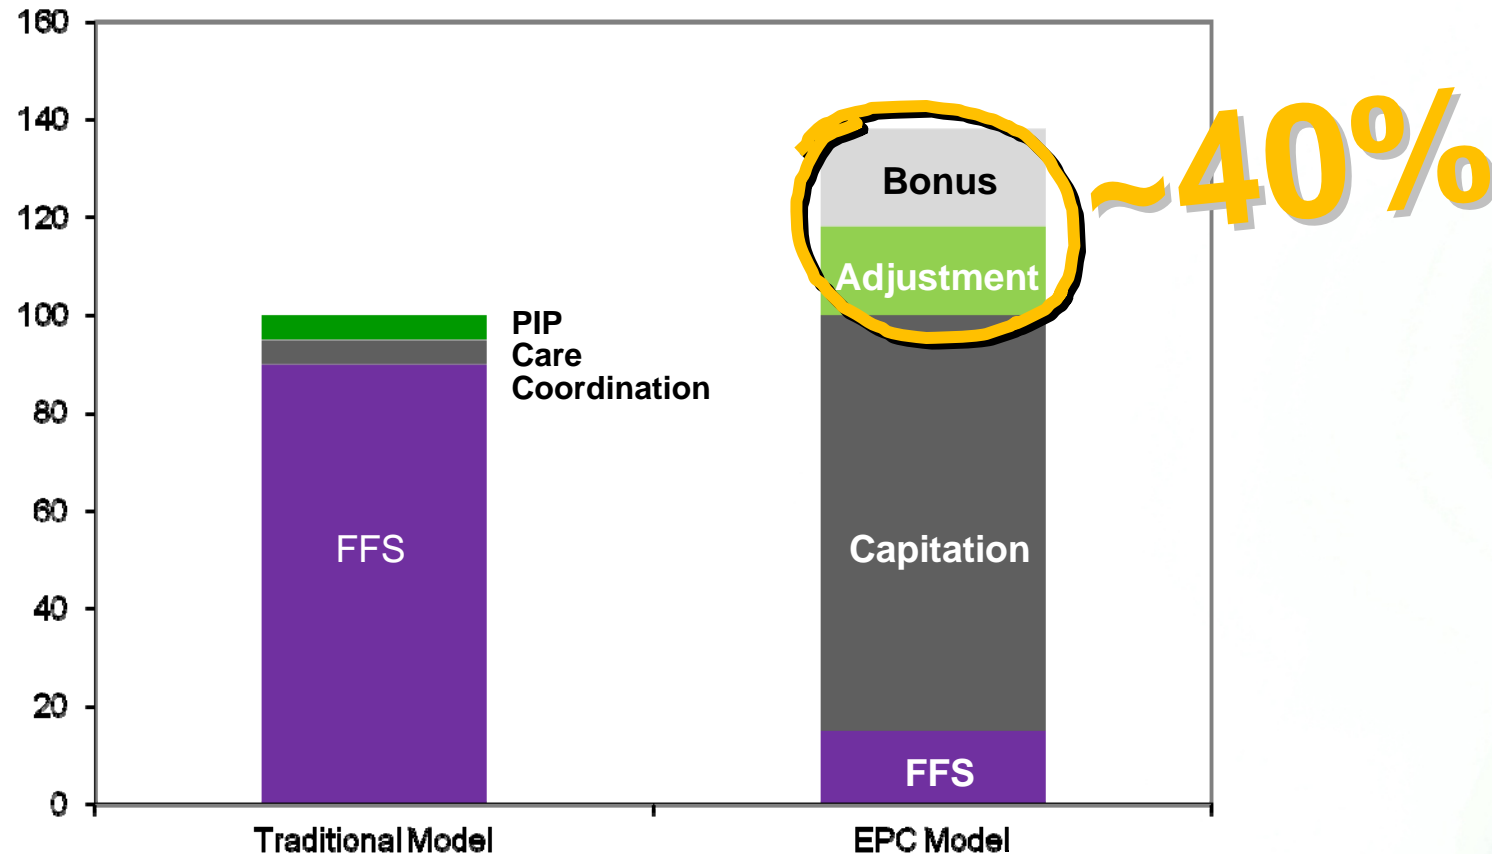 160
140
120
100
80
60
40
20
0
PIP
Care
Coordination
FFS
Bonus
Adjustment
Capitation
FFS
~40%
Traditional Model
EPC Model